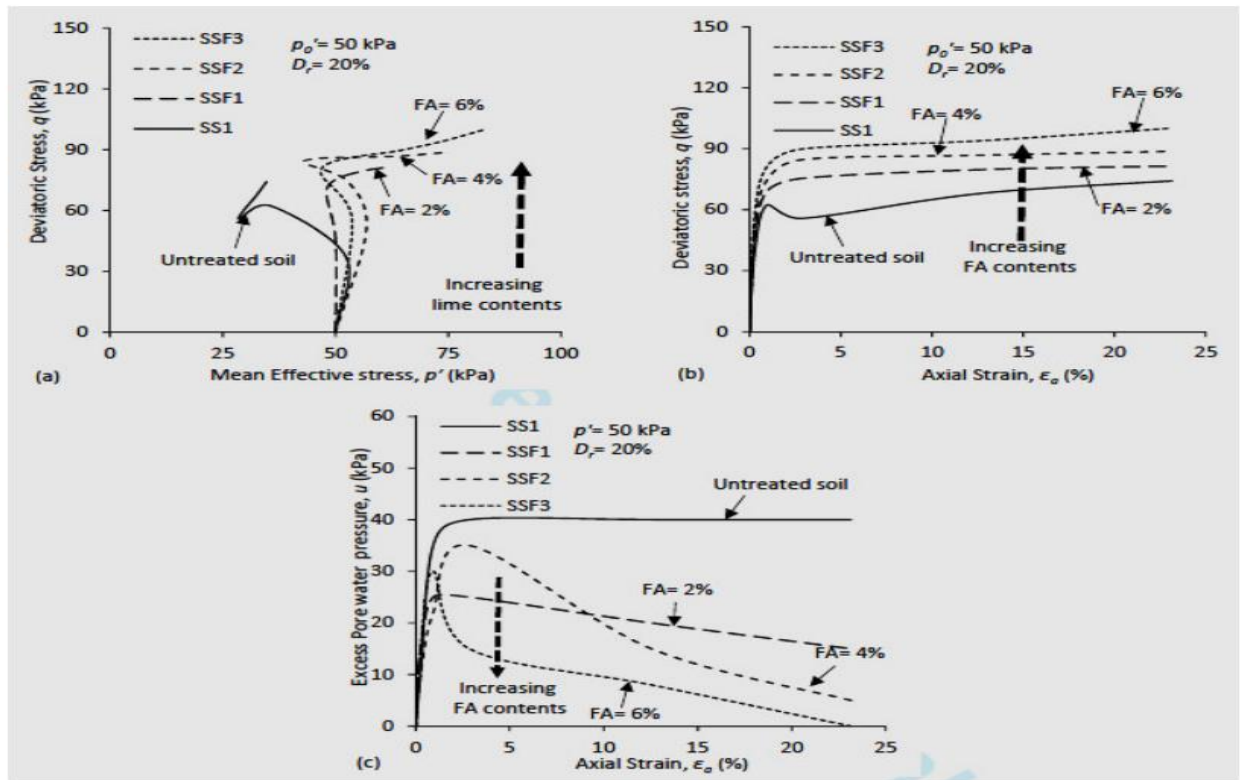 150
120
90
60
30
0
Deviatoric Stress, q (kPa)
SSF3
SSF2
SSF1
SS1
po'= 50 kPa
Dr= 20%
FA= 6%
FA= 4%
FA= 2%
Untreated soil
Increasing
lime contents
0 25 50 75 100
(a) Mean Effective stress, p' (kPa)
150
120
90
60
30
0
Deviatoric stress, q (kPa)
SSF3
SSF2
SSF1
SS1
po'= 50 kPa
Dr= 20%
FA= 6%
FA= 4%
FA= 2%
Untreated soil
Increasing
FA contents
0 5 10 15 20 25
(b) Axial Strain, εa (%)
60
50
40
30
20
10
0
Excess Pore water pressure, u (kPa)
SS1
SSF1
SSF2
SSF3
p'= 50 kPa
Dr= 20%
Untreated soil
FA= 2%
FA= 4%
Increasing
FA contents
FA= 6%
0 5 10 15 20 25
(c) Axial Strain, εa (%)